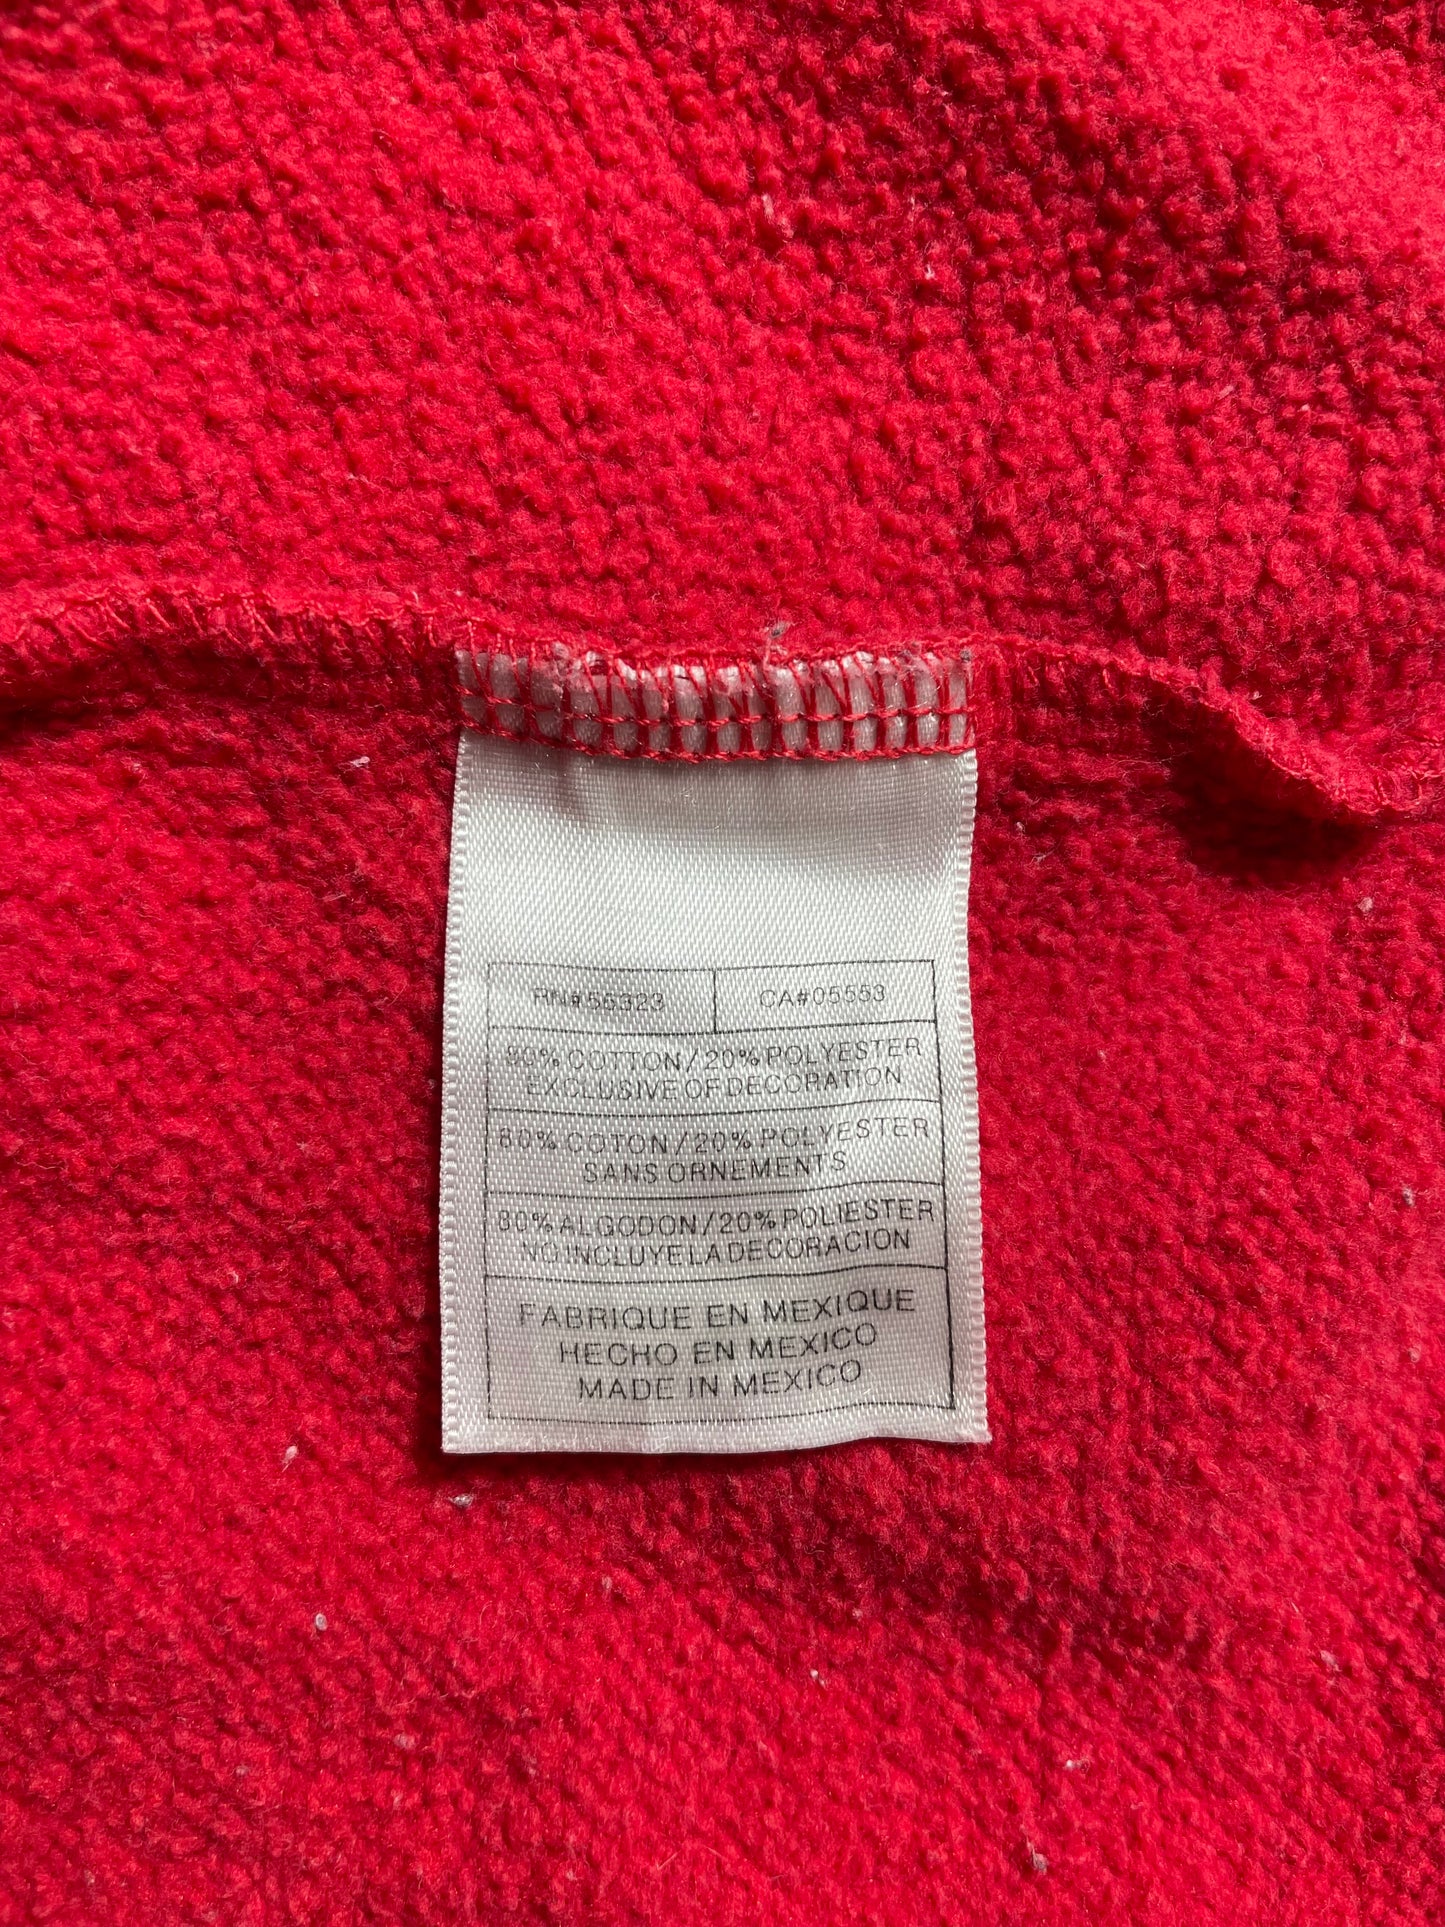 RN#56323 CA#05553
80% COTTON/20% POLYESTER
EXCLUSIVE OF DECORATION
80% COTON/20% POLYESTER
SANS ORNEMENTS
80% ALGODON/20% POLIESTER
NO INCLUYE LA DECORACION
FABRIQUE EN MEXIQUE
HECHO EN MEXICO
MADE IN MEXICO